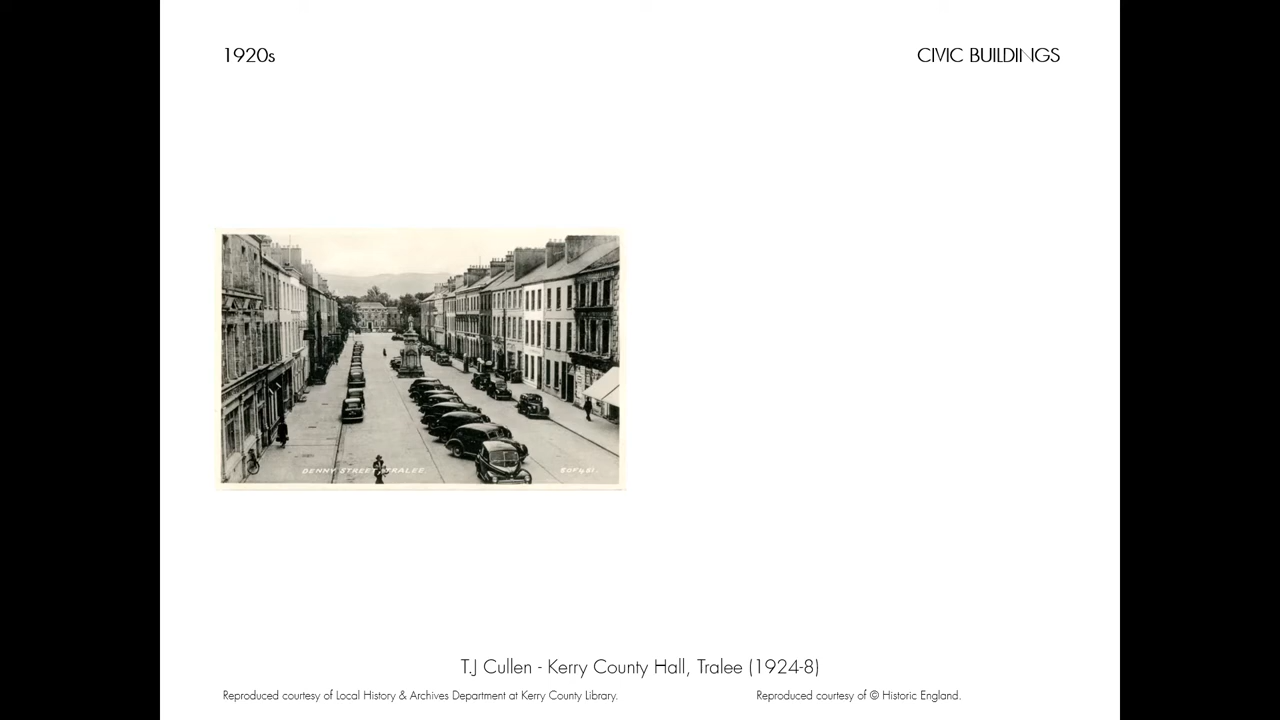 1920s
CIVIC BUILDINGS
DENNY STREET, TRALEE
T.J Cullen - Kerry County Hall, Tralee (1924-8)
Reproduced courtesy of Local History & Archives Department at Kerry County Library.
Reproduced courtesy of © Historic England.